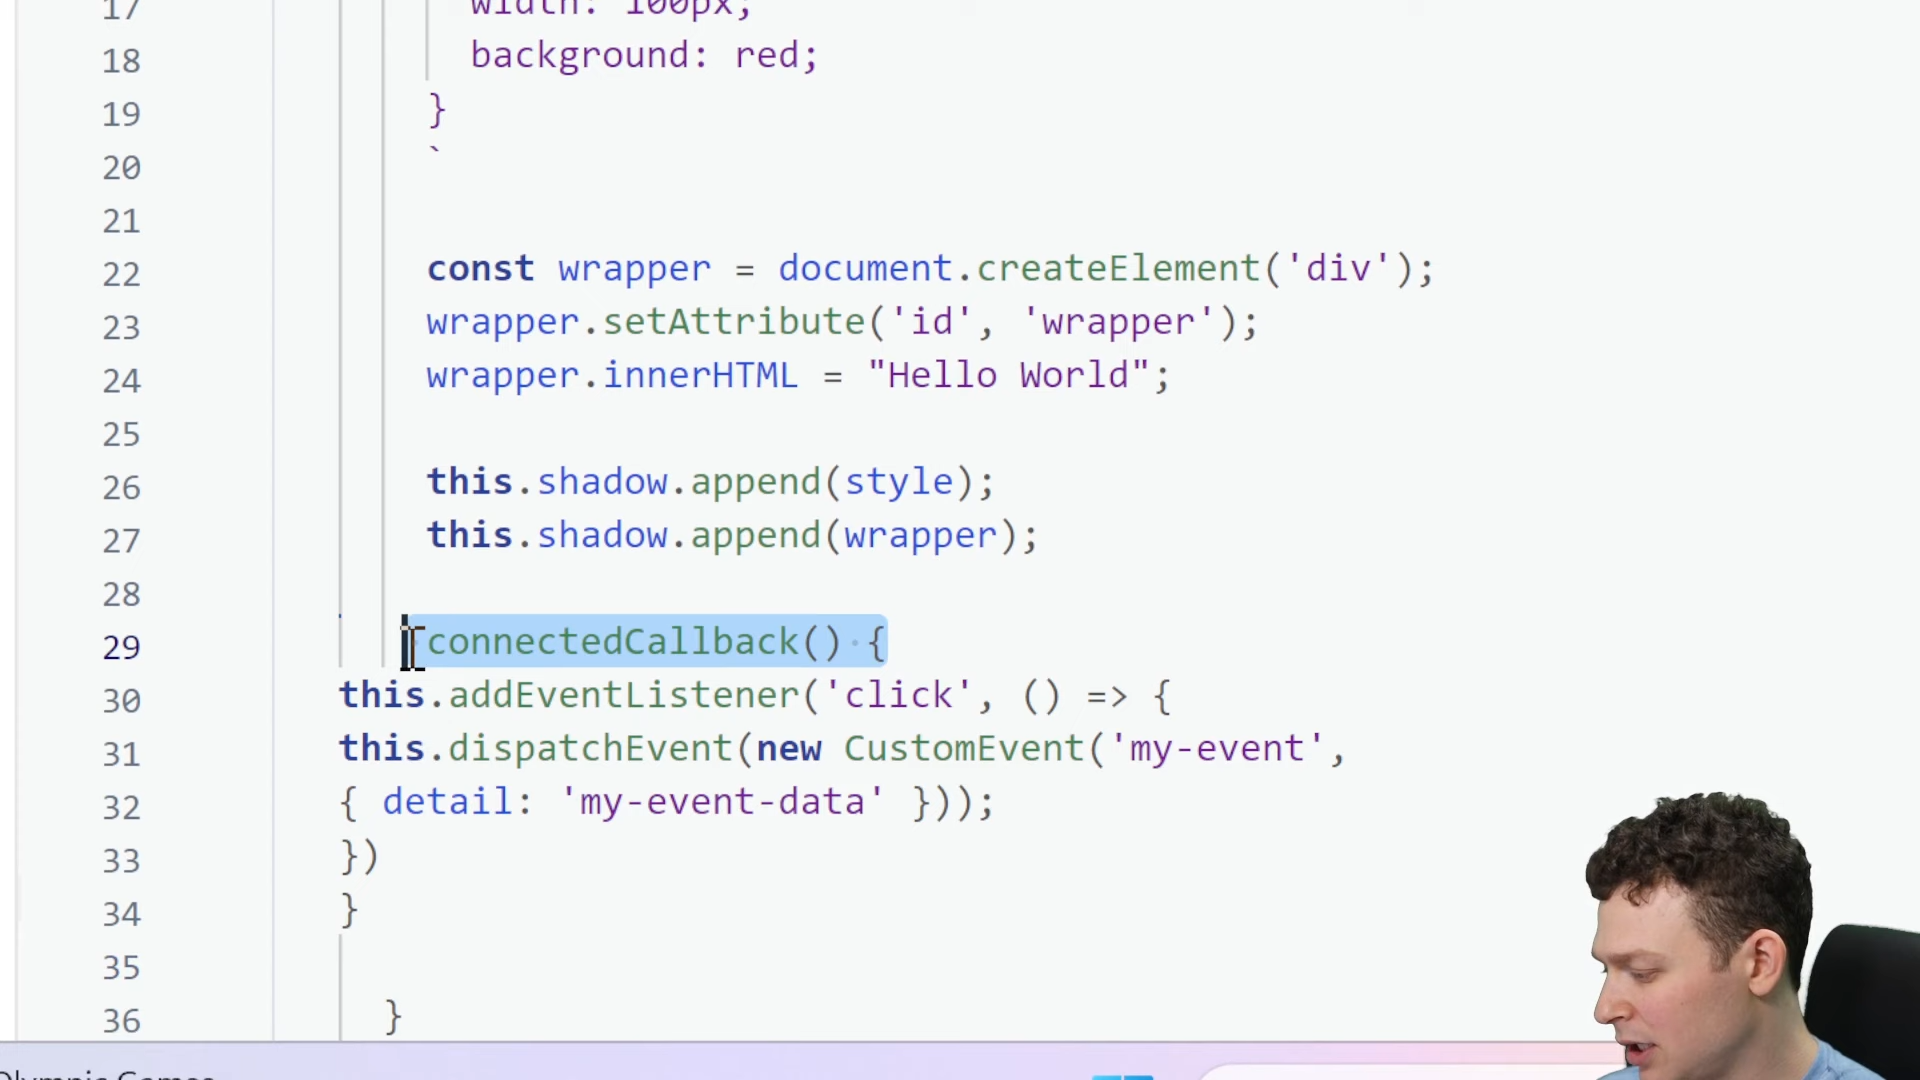 17 width: 100px;
18 background: red;
19 }
20 `
21
22 const wrapper = document.createElement('div');
23 wrapper.setAttribute('id', 'wrapper');
24 wrapper.innerHTML = "Hello World";
25
26 this.shadow.append(style);
27 this.shadow.append(wrapper);
28
29 connectedCallback() {
30 this.addEventListener('click', () => {
31 this.dispatchEvent(new CustomEvent('my-event',
32 { detail: 'my-event-data' }));
33 })
34 }
35
36 }
Olympic Games